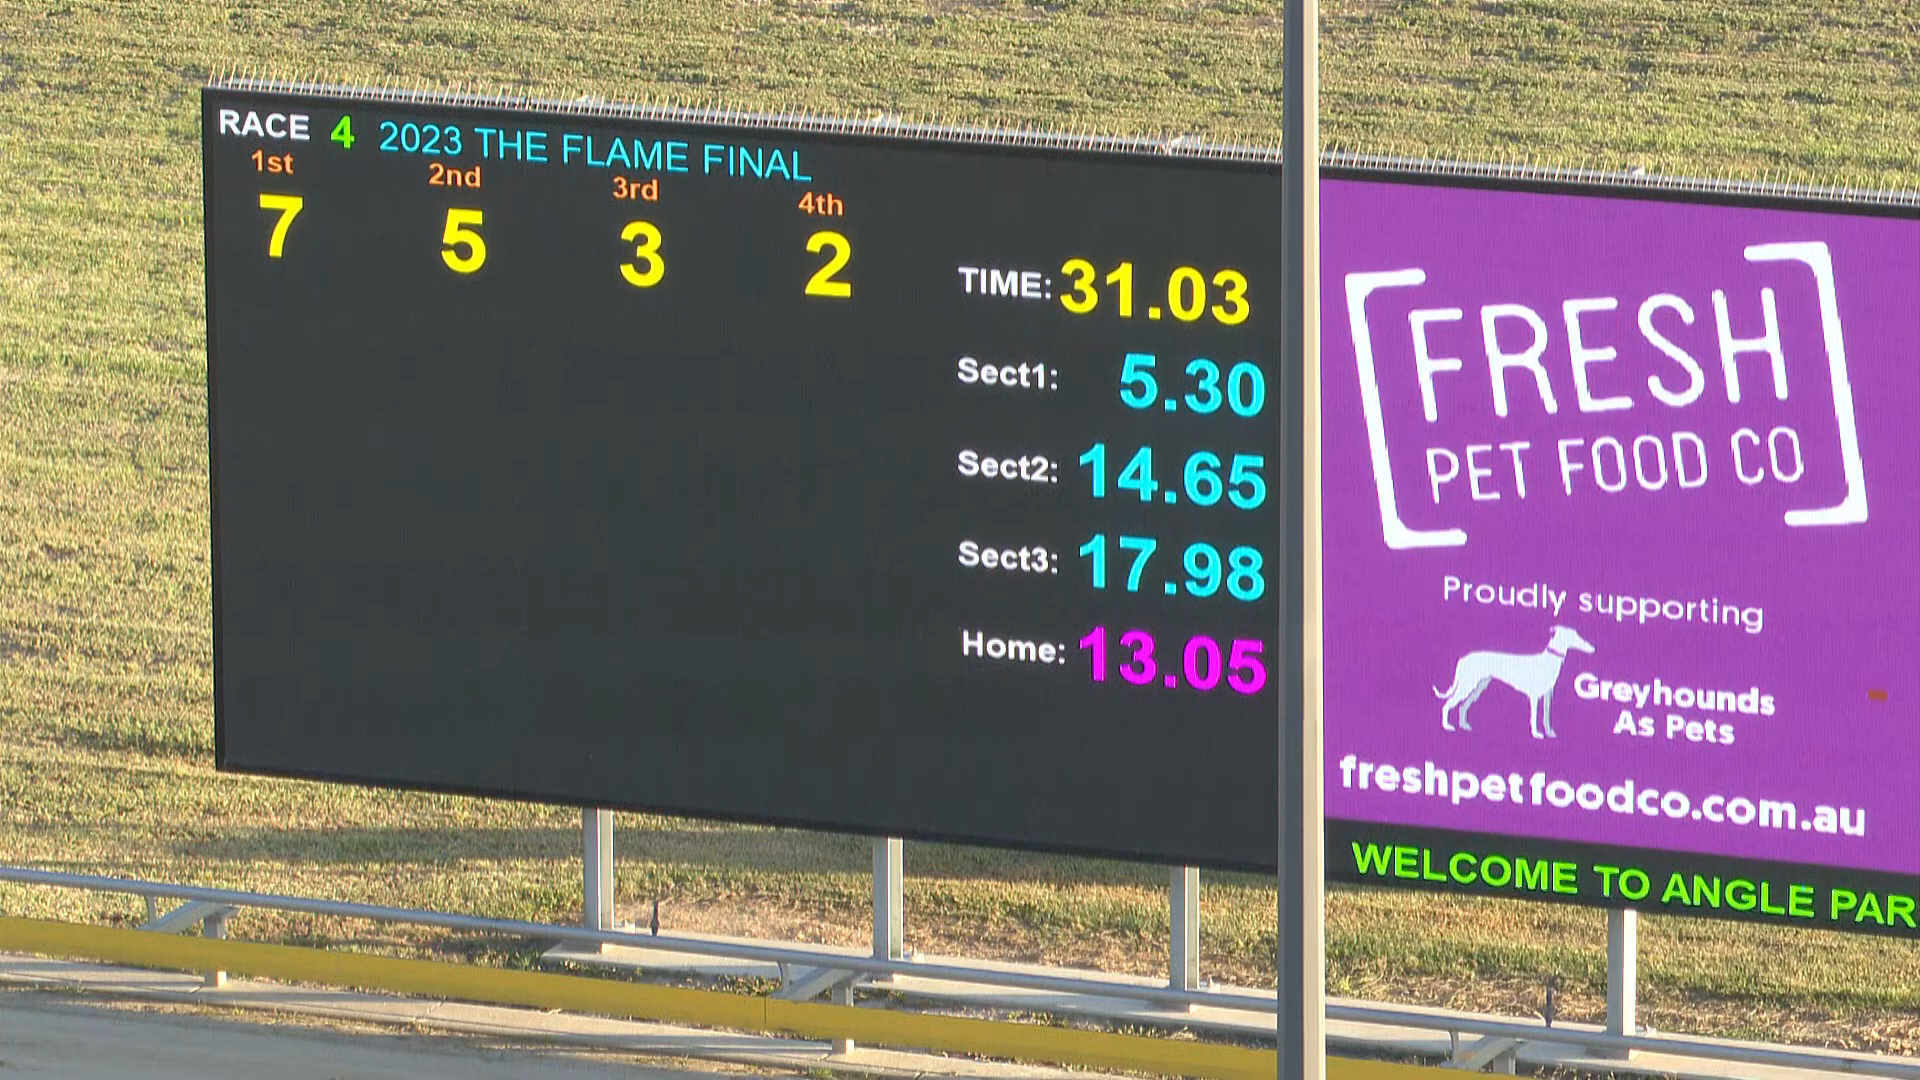 RACE 4 2023 THE FLAME FINAL
1st 2nd 3rd 4th
7 5 3 2
TIME: 31.03
Sect1: 5.30
Sect2: 14.65
Sect3: 17.98
Home: 13.05
FRESH
PET FOOD CO
Proudly supporting
Greyhounds
As Pets
freshpetfoodco.com.au
WELCOME TO ANGLE PAR